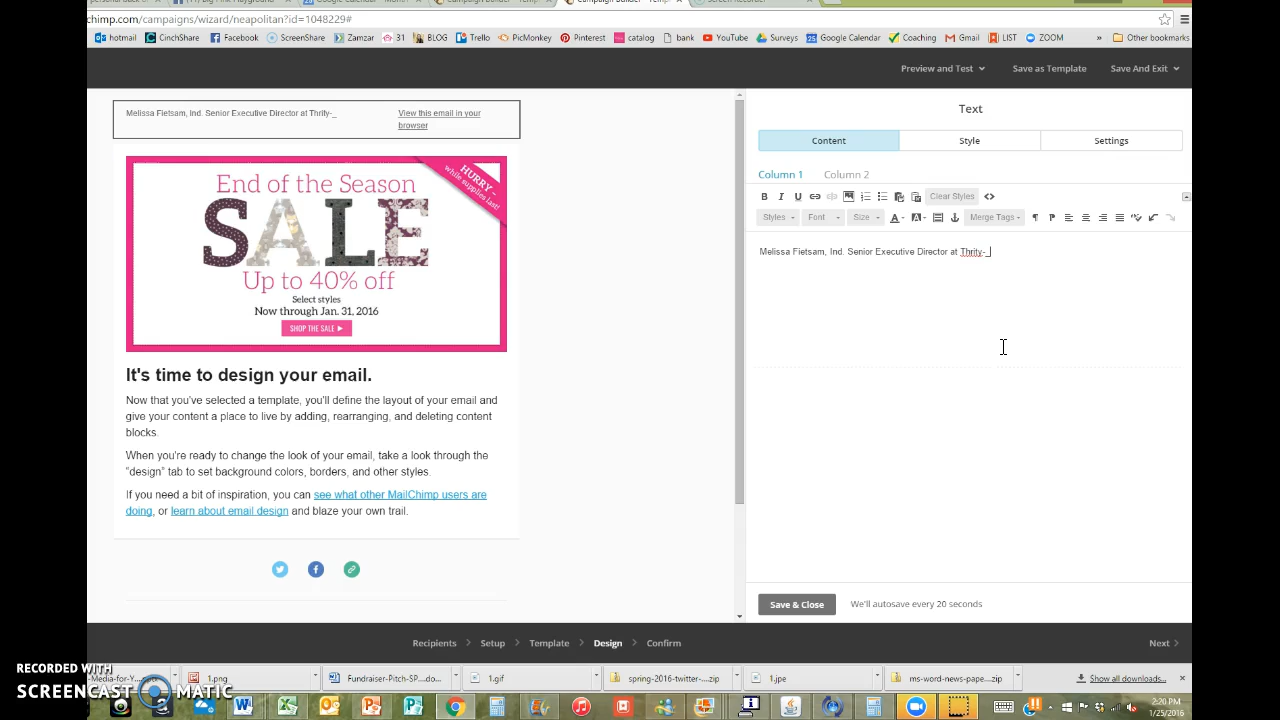 chimp.com/campaigns/wizard/neapolitan?id=1048229#
hotmail CinchShare Facebook ScreenShare Zamzar 31 BLOG Trello PicMonkey Pinterest catalog bank YouTube Surveys Google Calendar Coaching Gmail LIST ZOOM » Other bookmarks
Preview and Test Save as Template Save And Exit
Melissa Fietsam, Ind. Senior Executive Director at Thrity-_
View this email in your
browser
HURRY –
while supplies last!
End of the Season
SALE
Up to 40% off
Select styles
Now through Jan. 31, 2016
SHOP THE SALE ►
It's time to design your email.
Now that you've selected a template, you'll define the layout of your email and
give your content a place to live by adding, rearranging, and deleting content
blocks.
When you're ready to change the look of your email, take a look through the
"design" tab to set background colors, borders, and other styles.
If you need a bit of inspiration, you can see what other MailChimp users are
doing, or learn about email design and blaze your own trail.
Text
Content Style Settings
Column 1 Column 2
B I U Clear Styles
Styles Font Size A A Merge Tags
Melissa Fietsam, Ind. Senior Executive Director at Thrity-_
Save & Close We'll autosave every 20 seconds
Recipients > Setup > Template > Design > Confirm Next >
RECORDED WITH
SCREENCAST MATIC
-Media-for-Y....zip 1.png Fundraiser-Pitch-SP....do... 1.gif spring-2016-twitter-....zip 1.jpe ms-word-news-pape....zip Show all downloads...
2:20 PM
1/25/2016